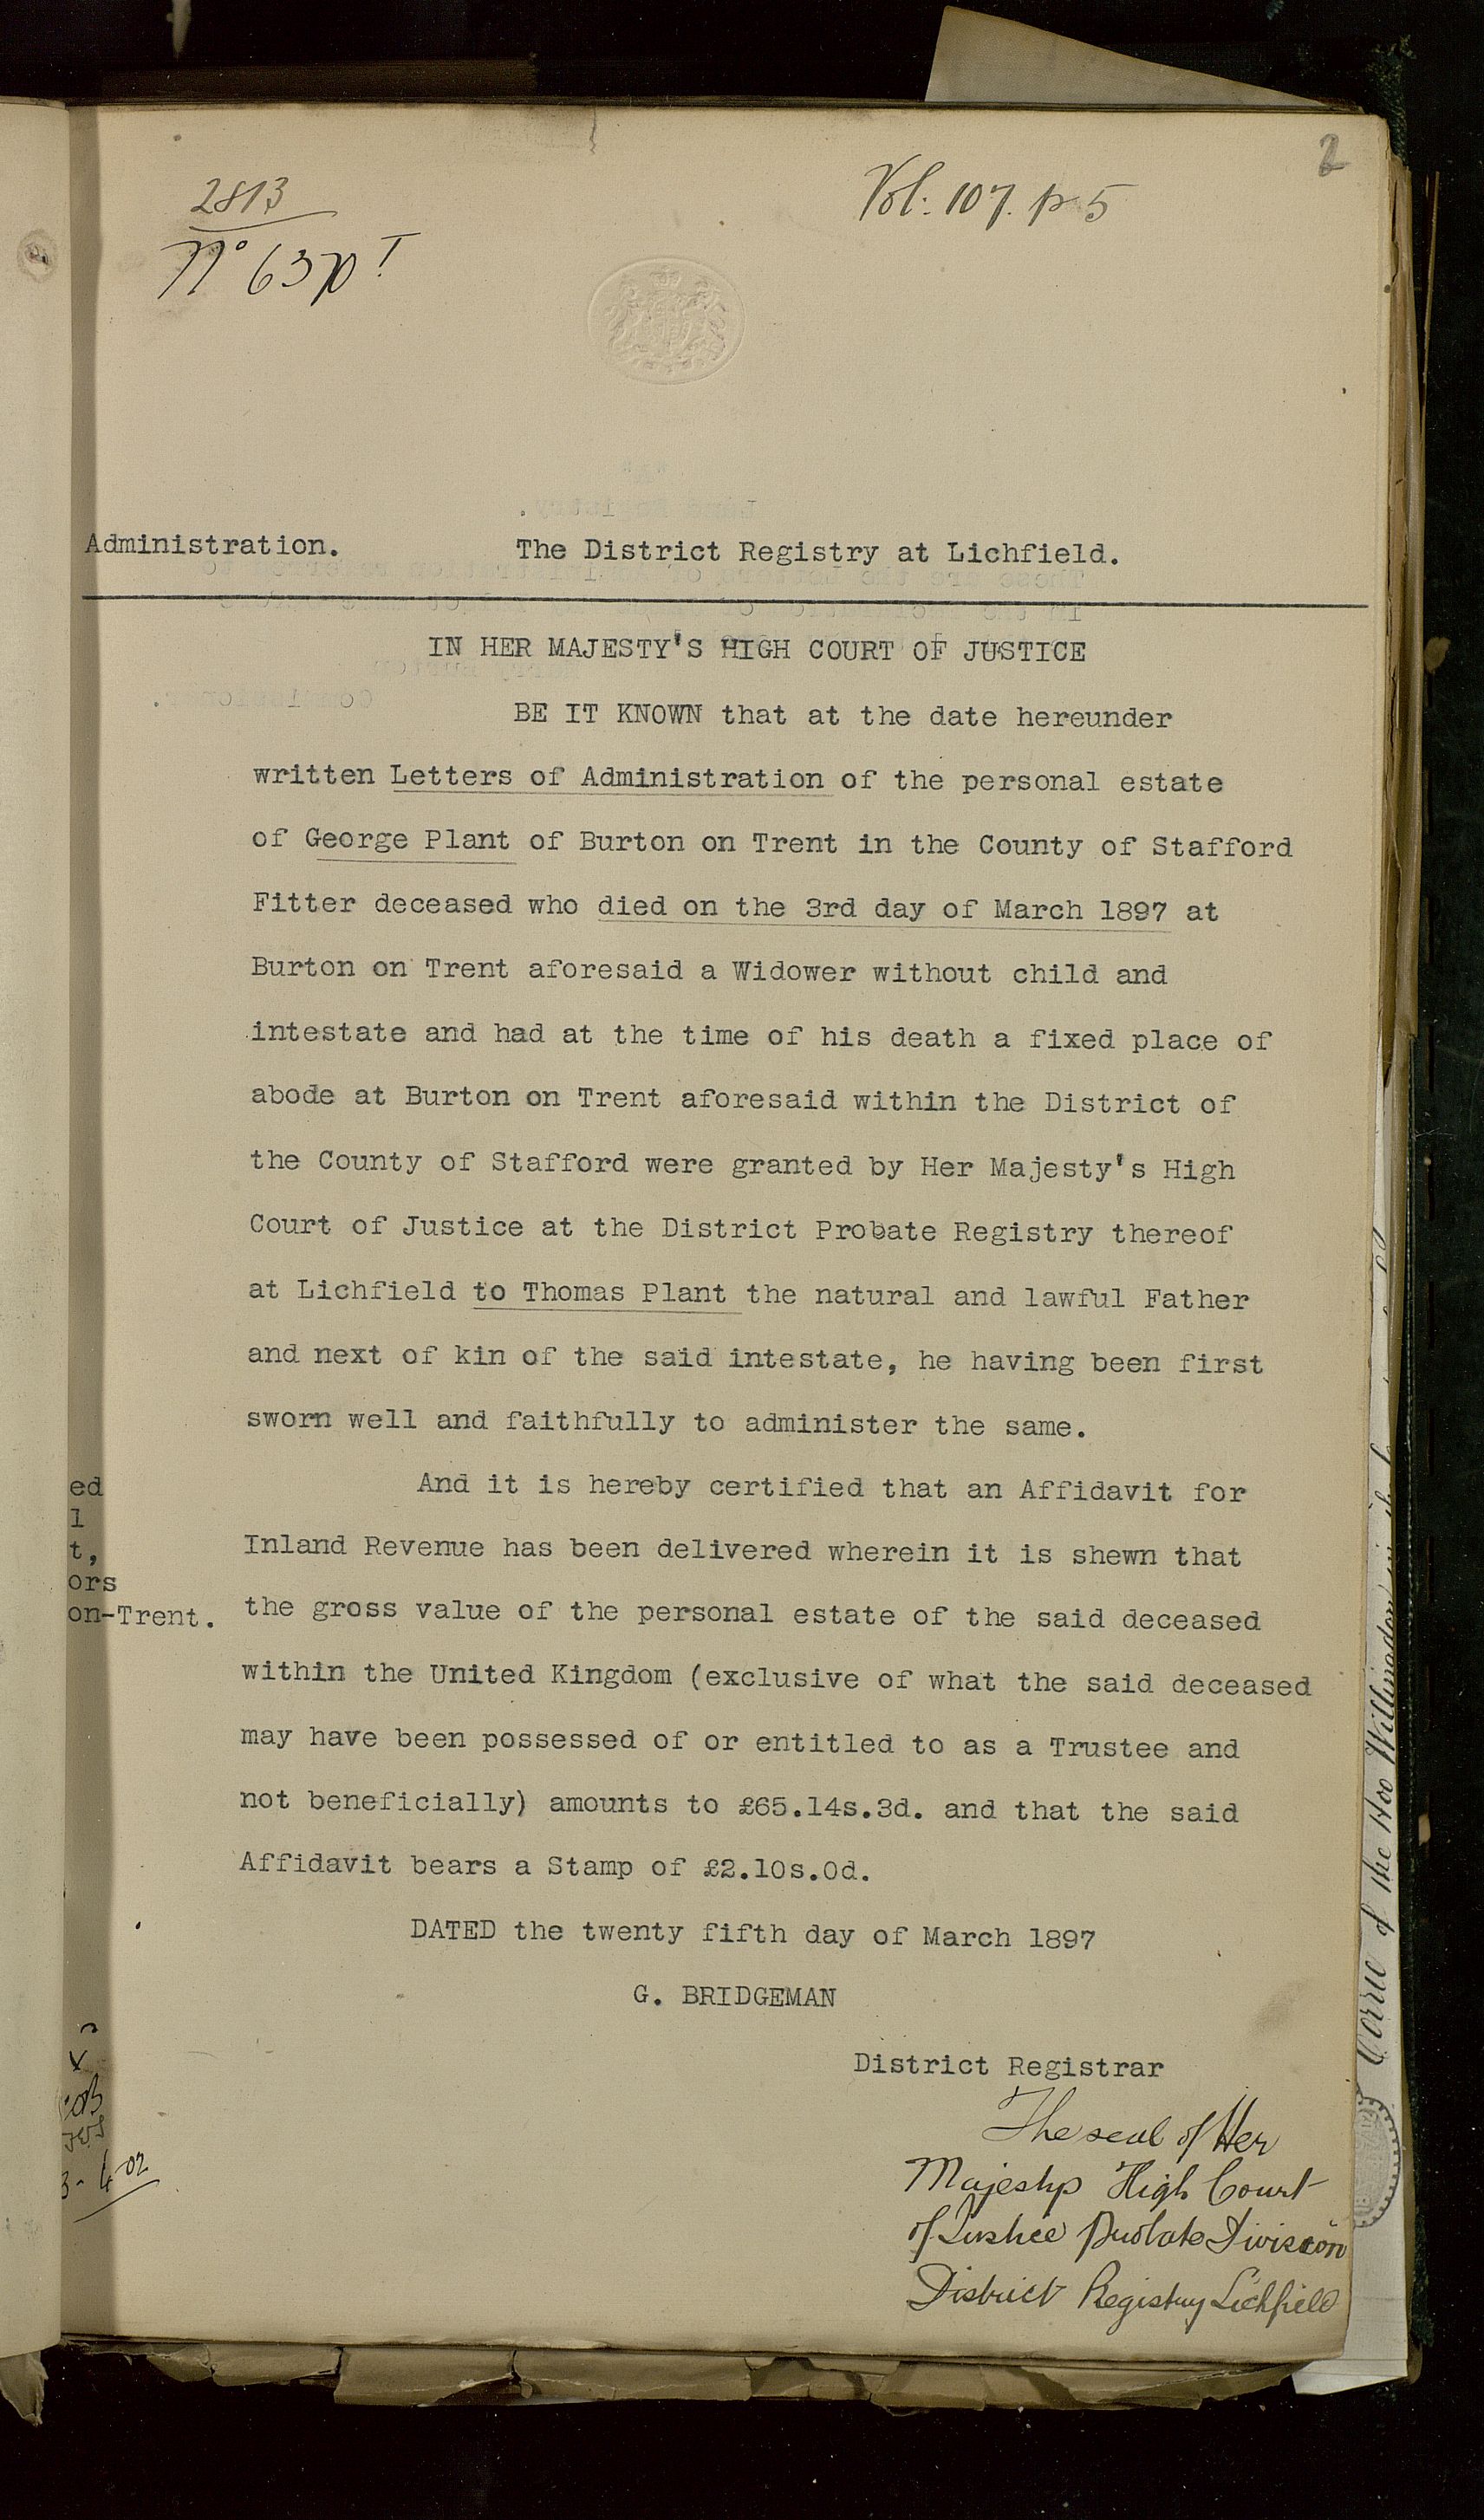 2
2813
Vol: 107. p 5
No 630
Administration.
The District Registry at Lichfield.
IN HER MAJESTY'S HIGH COURT OF JUSTICE
BE IT KNOWN that at the date hereunder
written Letters of Administration of the personal estate
of George Plant of Burton on Trent in the County of Stafford
Fitter deceased who died on the 3rd day of March 1897 at
Burton on Trent aforesaid a Widower without child and
intestate and had at the time of his death a fixed place of
abode at Burton on Trent aforesaid within the District of
the County of Stafford were granted by Her Majesty's High
Court of Justice at the District Probate Registry thereof
at Lichfield to Thomas Plant the natural and lawful Father
and next of kin of the said intestate, he having been first
sworn well and faithfully to administer the same.
And it is hereby certified that an Affidavit for
Inland Revenue has been delivered wherein it is shewn that
the gross value of the personal estate of the said deceased
within the United Kingdom (exclusive of what the said deceased
may have been possessed of or entitled to as a Trustee and
not beneficially) amounts to £65.14s.3d. and that the said
Affidavit bears a Stamp of £2.10s.0d.
DATED the twenty fifth day of March 1897
G. BRIDGEMAN
District Registrar
The seal of Her
Majestys High Court
of Justice Probate Division
District Registry Lichfield
ed
l
t,
ors
on-Trent.
3-4-02
Corrie of the Hoo Willingdon in the